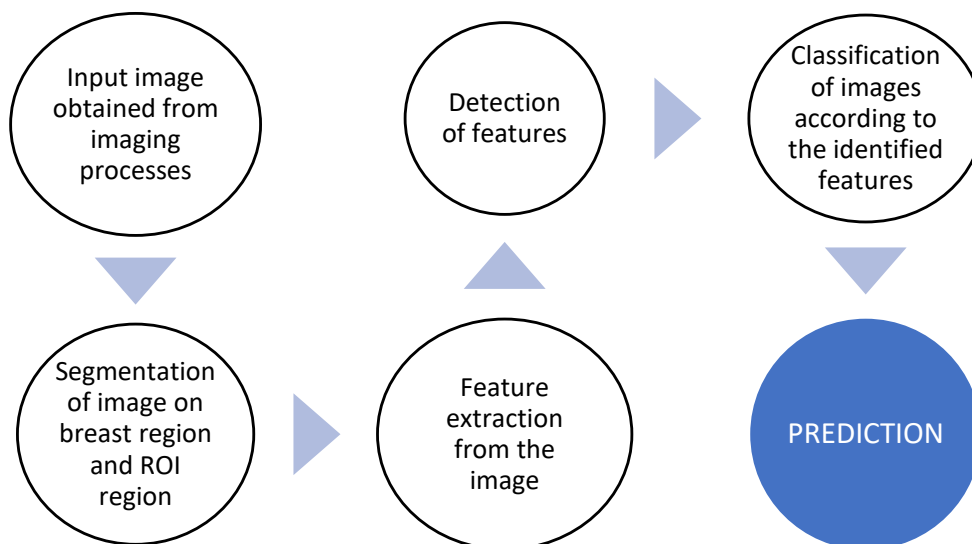 Input image
obtained from
imaging
processes
Segmentation
of image on
breast region
and ROI
region
Feature
extraction
from the
image
Detection
of features
Classification
of images
according to
the identified
features
PREDICTION